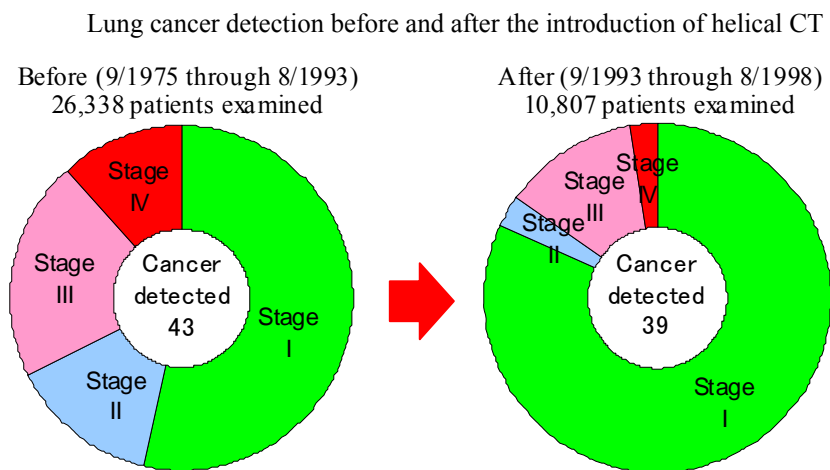 Lung cancer detection before and after the introduction of helical CT
Before (9/1975 through 8/1993)
26,338 patients examined
Stage
IV
Stage
III
Cancer
detected
43
Stage
I
Stage
II
After (9/1993 through 8/1998)
10,807 patients examined
Stage
IV
Stage
III
Stage
II
Cancer
detected
39
Stage
I